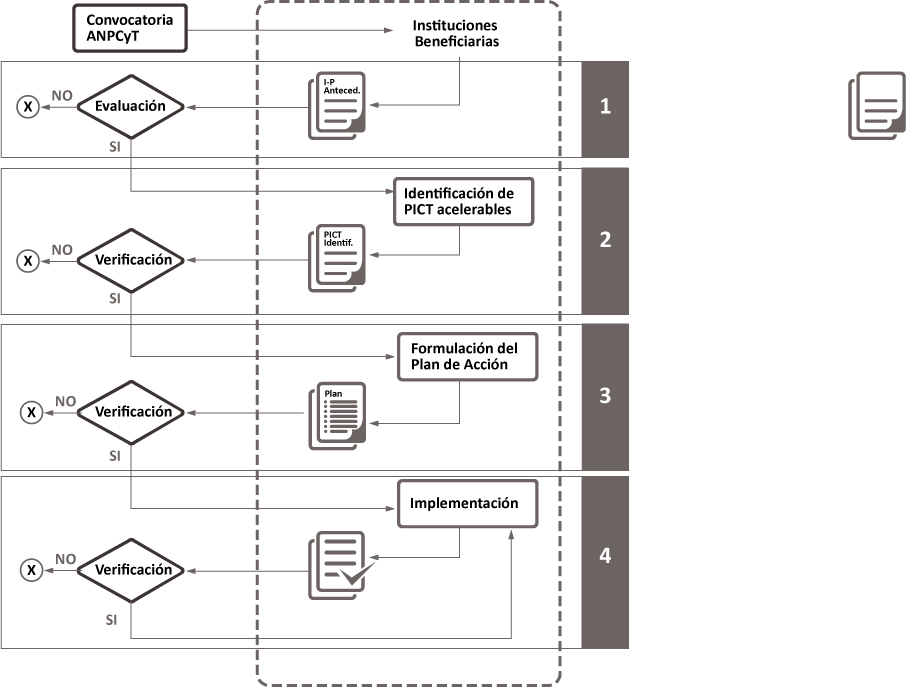 Convocatoria
ANPCyT
Instituciones
Beneficiarias
I-P
Anteced.
Evaluación
NO
X
SI
1
Identificación de
PICT acelerables
PICT
Identif.
Verificación
NO
X
SI
2
Formulación del
Plan de Acción
Plan
Verificación
NO
X
SI
3
Implementación
Verificación
NO
X
SI
4